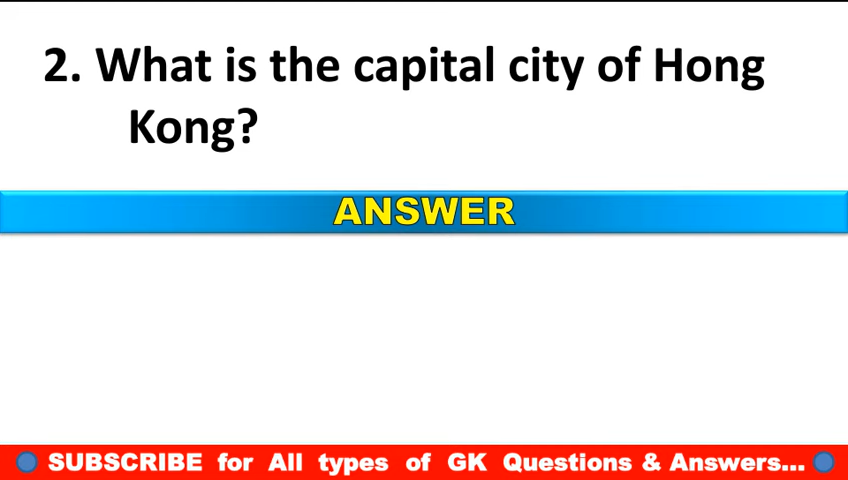 2. What is the capital city of Hong
Kong?
ANSWER
SUBSCRIBE for All types of GK Questions & Answers...